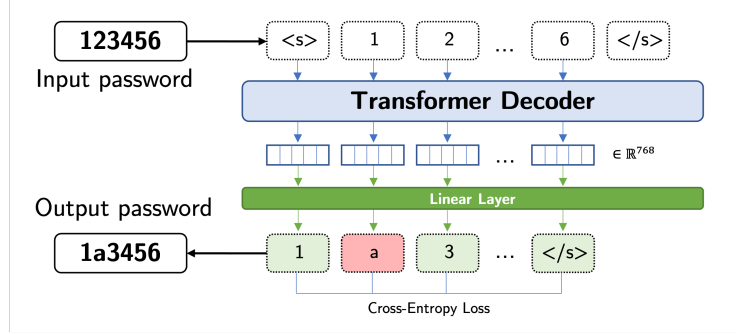 123456 <s> 1 2 ... 6 </s>
Input password
Transformer Decoder
... ∈ ℝ⁷⁶⁸
Linear Layer
Output password
1a3456 1 a 3 ... </s>
Cross-Entropy Loss